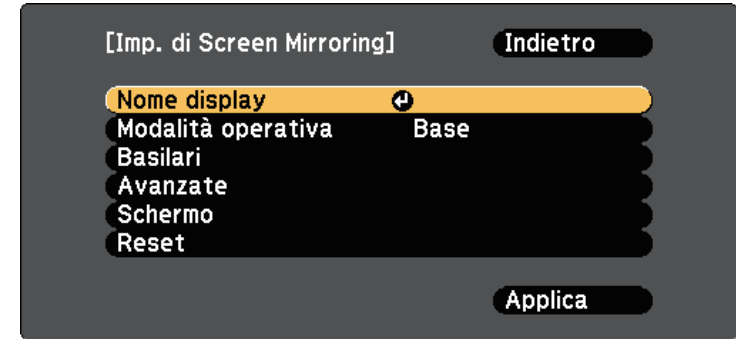 [Imp. di Screen Mirroring] Indietro
Nome display
Modalità operativa Base
Basilari
Avanzate
Schermo
Reset
Applica